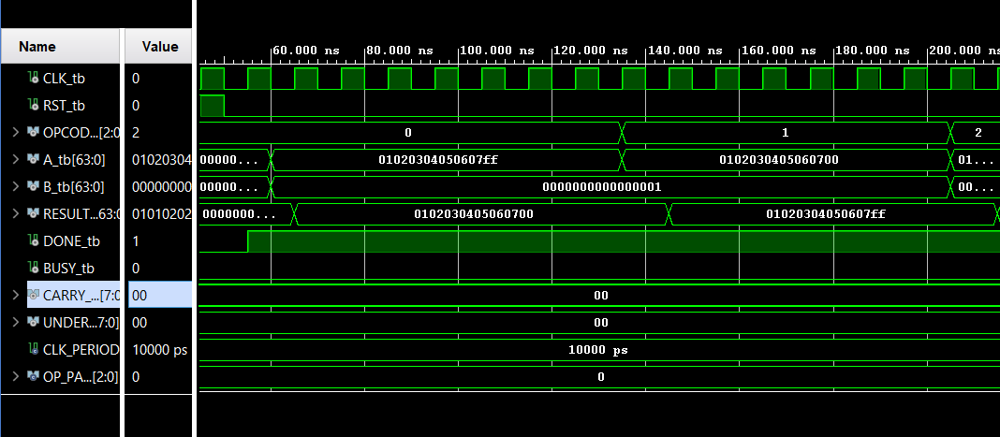 Name Value 60.000 ns 80.000 ns 100.000 ns 120.000 ns 140.000 ns 160.000 ns 180.000 ns 200.000 ns
CLK_tb 0
RST_tb 0
OPCOD...[2:0 2 0 1 2
A_tb[63:0] 01020304 00000... 01020304050607ff 0102030405060700 01...
B_tb[63:0] 00000000 00000... 0000000000000001 00...
RESULT...63:0] 01010202 0000000... 0102030405060700 01020304050607ff
DONE_tb 1
BUSY_tb 0
CARRY_...[7:0 00 00
UNDER...7:0] 00 00
CLK_PERIOD 10000 ps 10000 ps
OP_PA...[2:0] 0 0